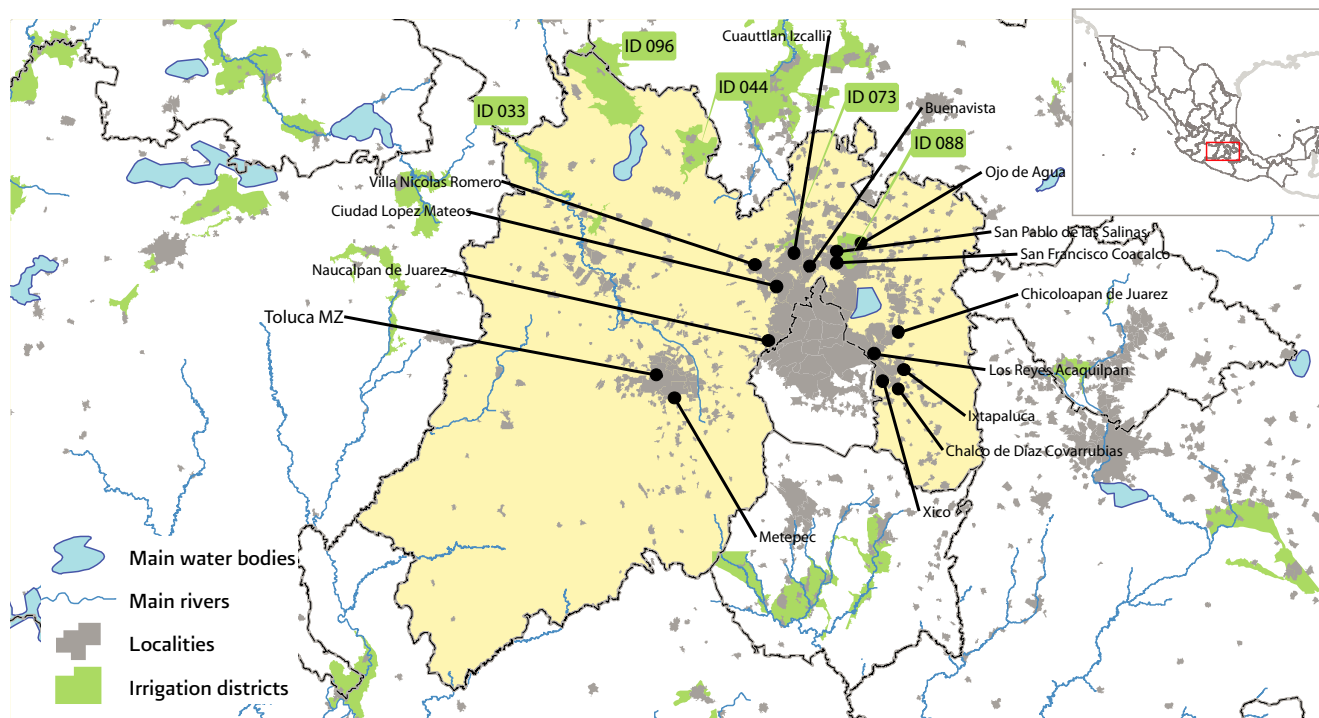 Cuauttlan Izcalli?
ID 096
ID 044
ID 073
ID 033
Buenavista
ID 088
Ojo de Agua
Villa Nicolas Romero
Ciudad Lopez Mateos
San Pablo de las Salinas
San Francisco Coacalco
Naucalpan de Juarez
Chicoloapan de Juarez
Toluca MZ
Los Reyes Acaquilpan
Ixtapaluca
Chalco de Díaz Covarrubias
Xico
Metepec
Main water bodies
Main rivers
Localities
Irrigation districts